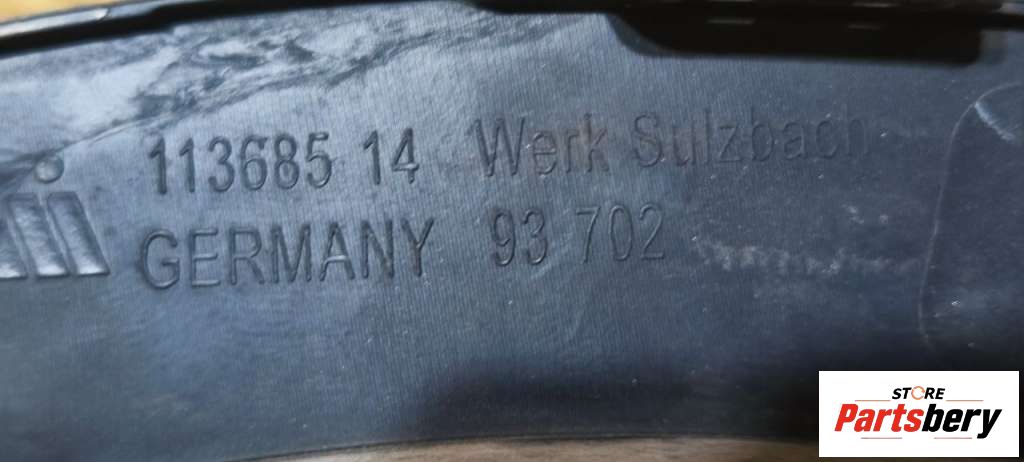 113685 14 Werk Sulzbach
GERMANY 93 702
STORE
Partsbery